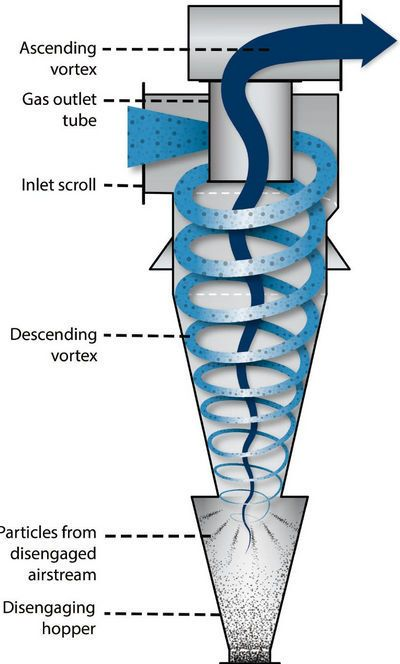 Ascending
vortex
Gas outlet
tube
Inlet scroll
Descending
vortex
Particles from
disengaged
airstream
Disengaging
hopper